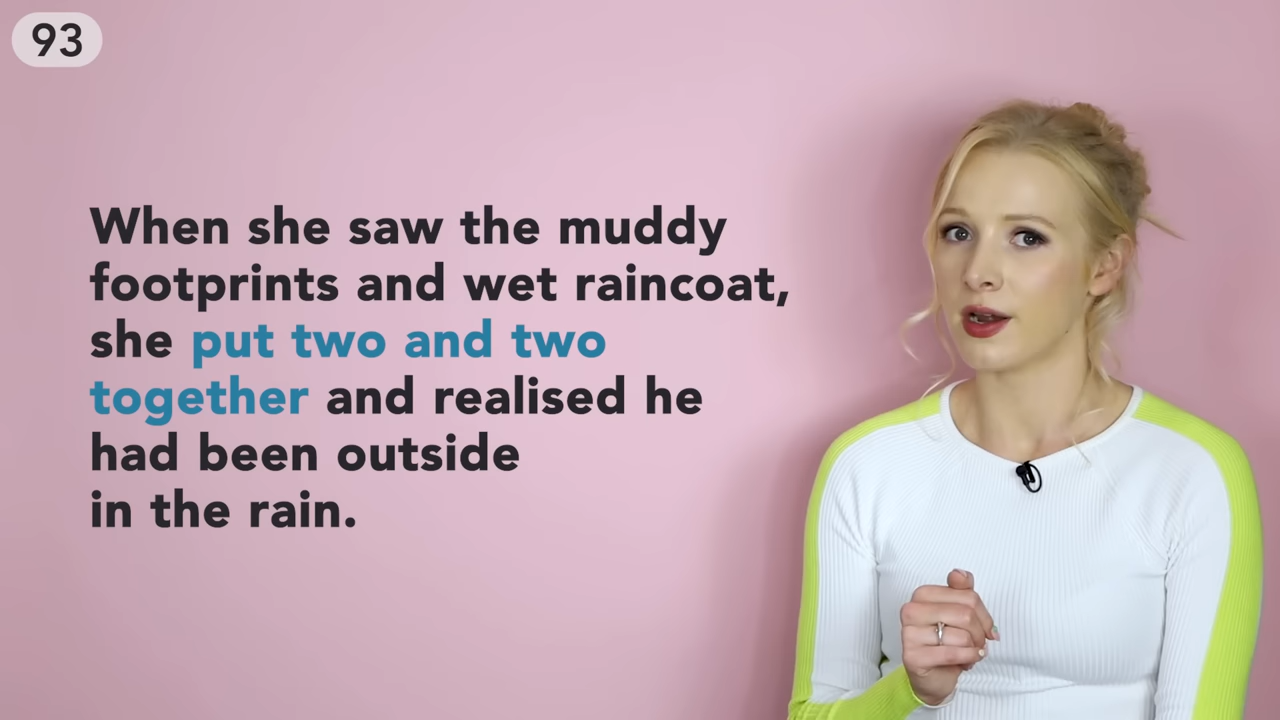 93
When she saw the muddy
footprints and wet raincoat,
she put two and two
together and realised he
had been outside
in the rain.